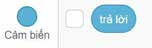 trả lời
Cảm biến